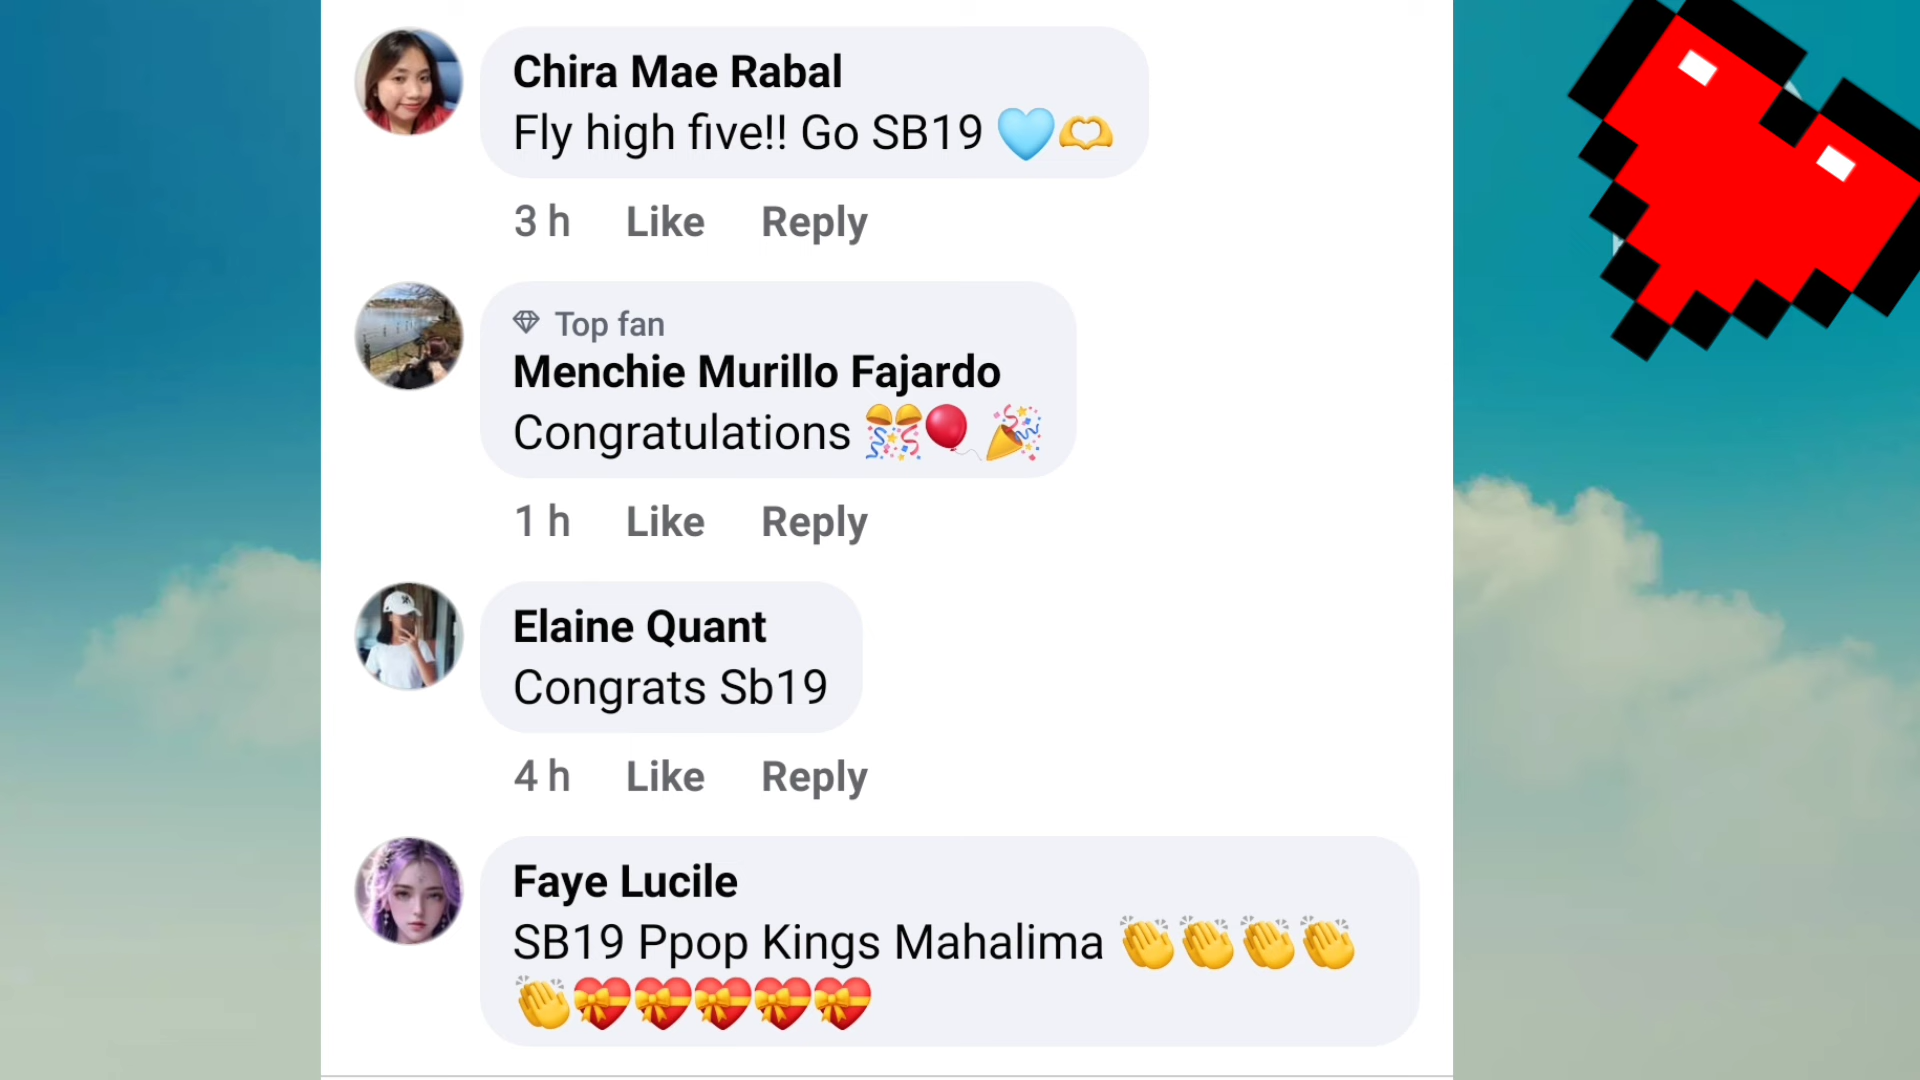 Chira Mae Rabal
Fly high five!! Go SB19 🩵🫶
3 h Like Reply
Top fan
Menchie Murillo Fajardo
Congratulations 🎊🎈🎉
1 h Like Reply
Elaine Quant
Congrats Sb19
4 h Like Reply
Faye Lucile
SB19 Ppop Kings Mahalima 👏👏👏👏
👏💝💝💝💝💝